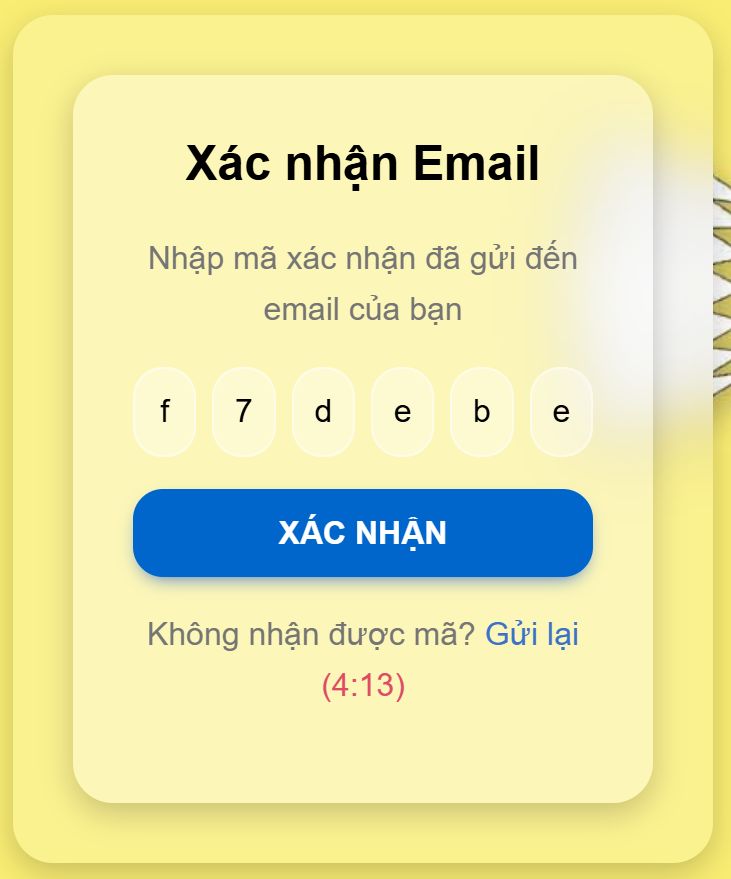 Xác nhận Email
Nhập mã xác nhận đã gửi đến
email của bạn
f 7 d e b e
XÁC NHẬN
Không nhận được mã? Gửi lại
(4:13)